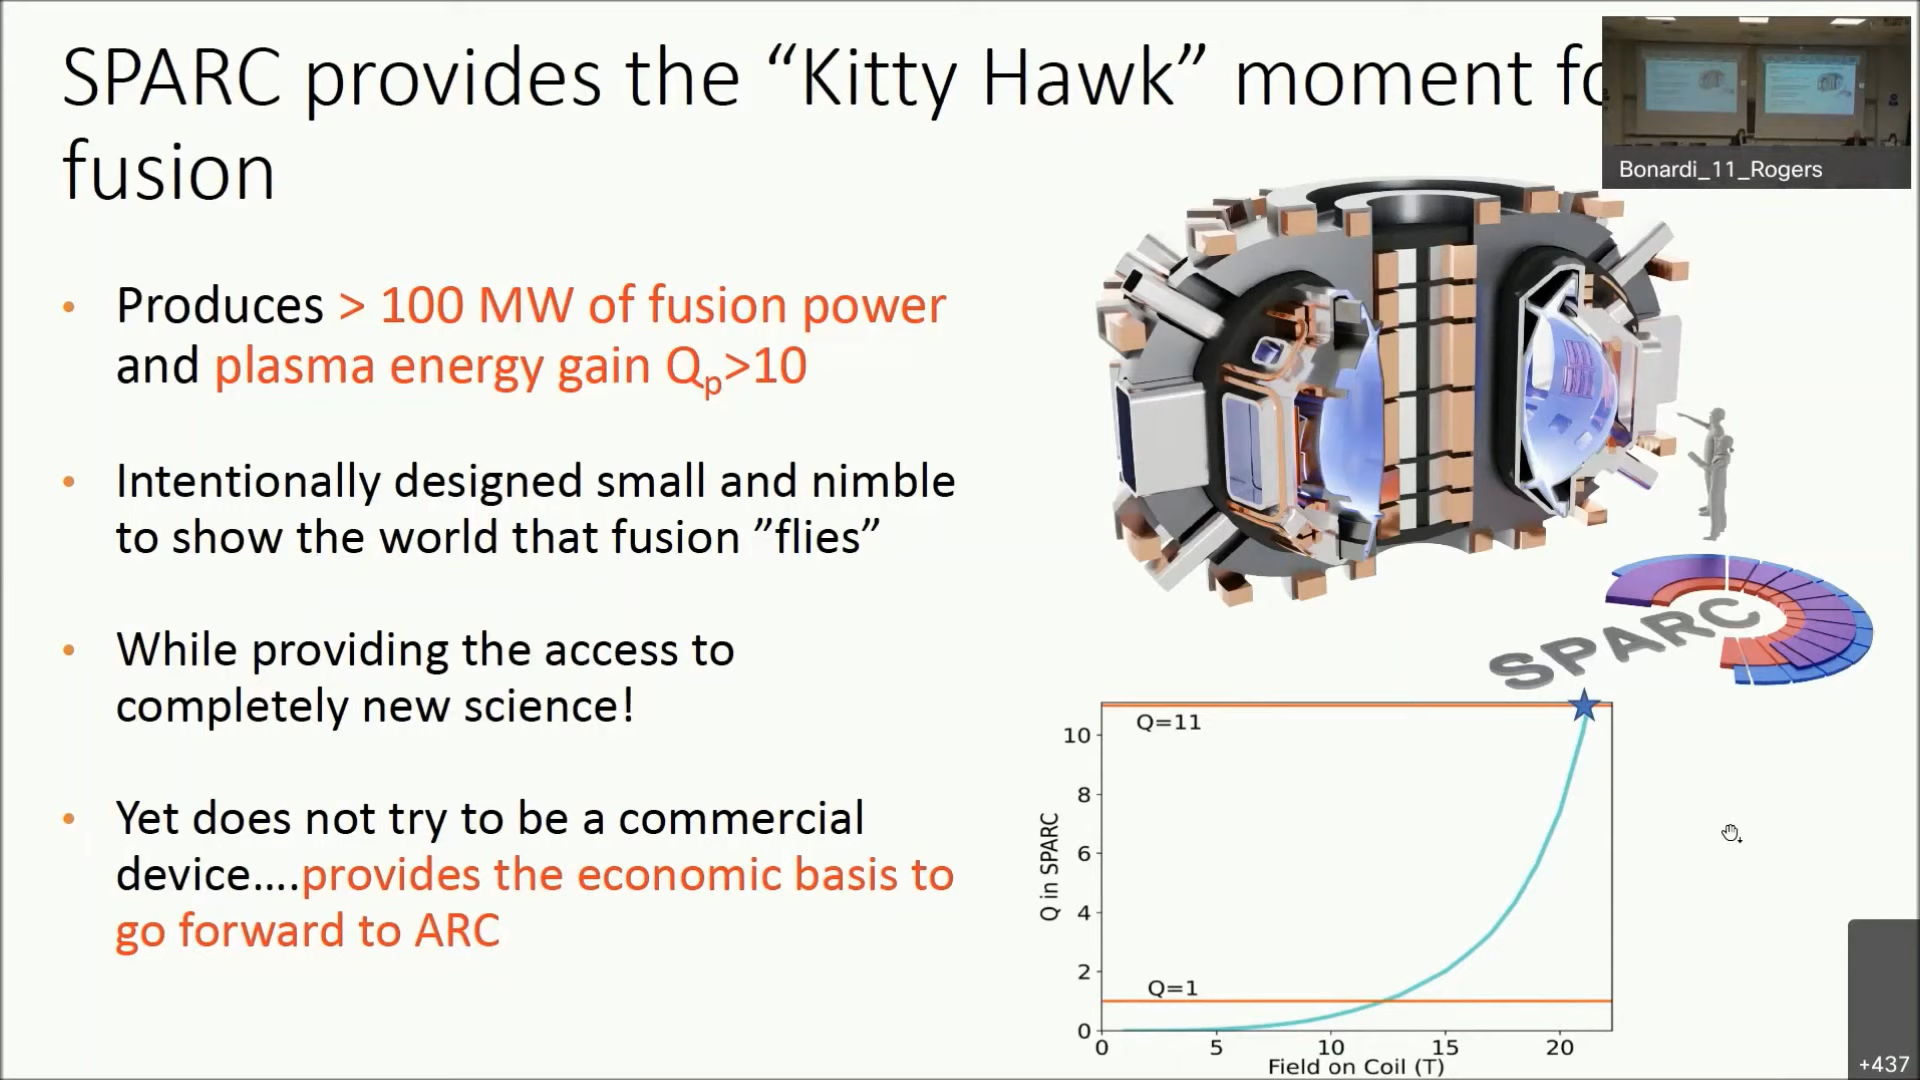 SPARC provides the “Kitty Hawk” moment fo
fusion
Bonardi_11_Rogers
• Produces > 100 MW of fusion power
and plasma energy gain Qp>10
• Intentionally designed small and nimble
to show the world that fusion ”flies”
• While providing the access to
completely new science!
• Yet does not try to be a commercial
device....provides the economic basis to
go forward to ARC
SPARC
Q=11
Q=1
Q in SPARC
10
8
6
4
2
0
0 5 10 15 20
Field on Coil (T)
+437